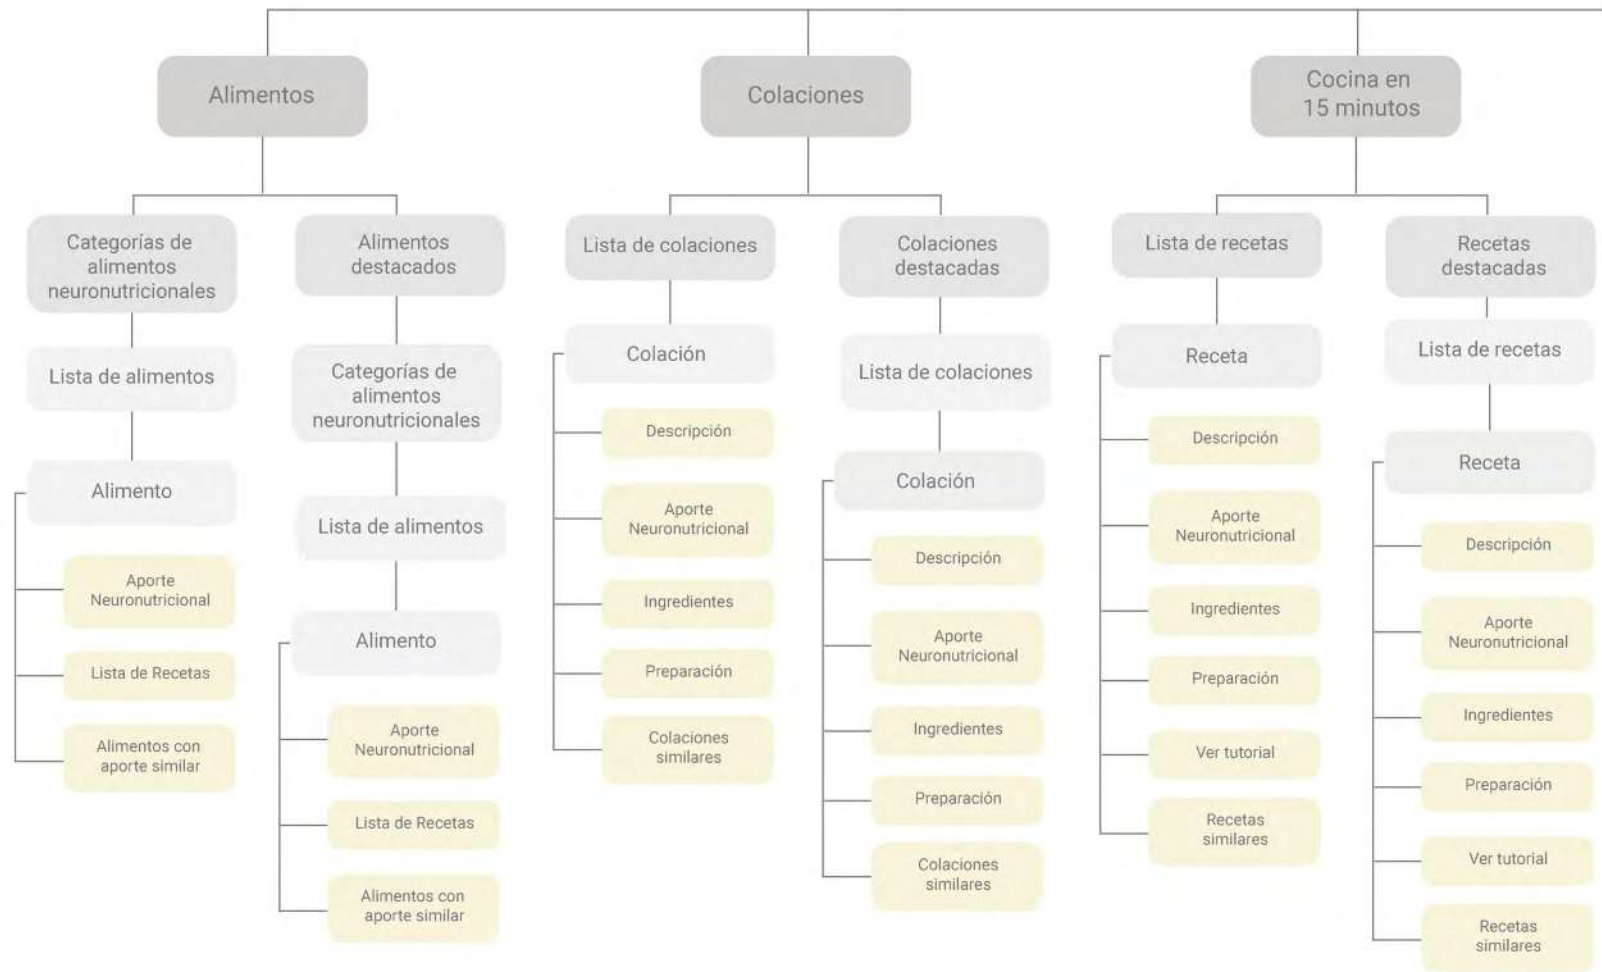 Alimentos
Categorías de
alimentos
neuronutricionales
Lista de alimentos
Alimento
Aporte
Neuronutricional
Lista de Recetas
Alimentos con
aporte similar
Alimentos
destacados
Categorías de
alimentos
neuronutricionales
Lista de alimentos
Alimento
Aporte
Neuronutricional
Lista de Recetas
Alimentos con
aporte similar
Colaciones
Lista de colaciones
Colación
Descripción
Aporte
Neuronutricional
Ingredientes
Preparación
Colaciones
similares
Colaciones
destacadas
Lista de colaciones
Colación
Descripción
Aporte
Neuronutricional
Ingredientes
Preparación
Colaciones
similares
Cocina en
15 minutos
Lista de recetas
Receta
Descripción
Aporte
Neuronutricional
Ingredientes
Preparación
Ver tutorial
Recetas
similares
Recetas
destacadas
Lista de recetas
Receta
Descripción
Aporte
Neuronutricional
Ingredientes
Preparación
Ver tutorial
Recetas
similares